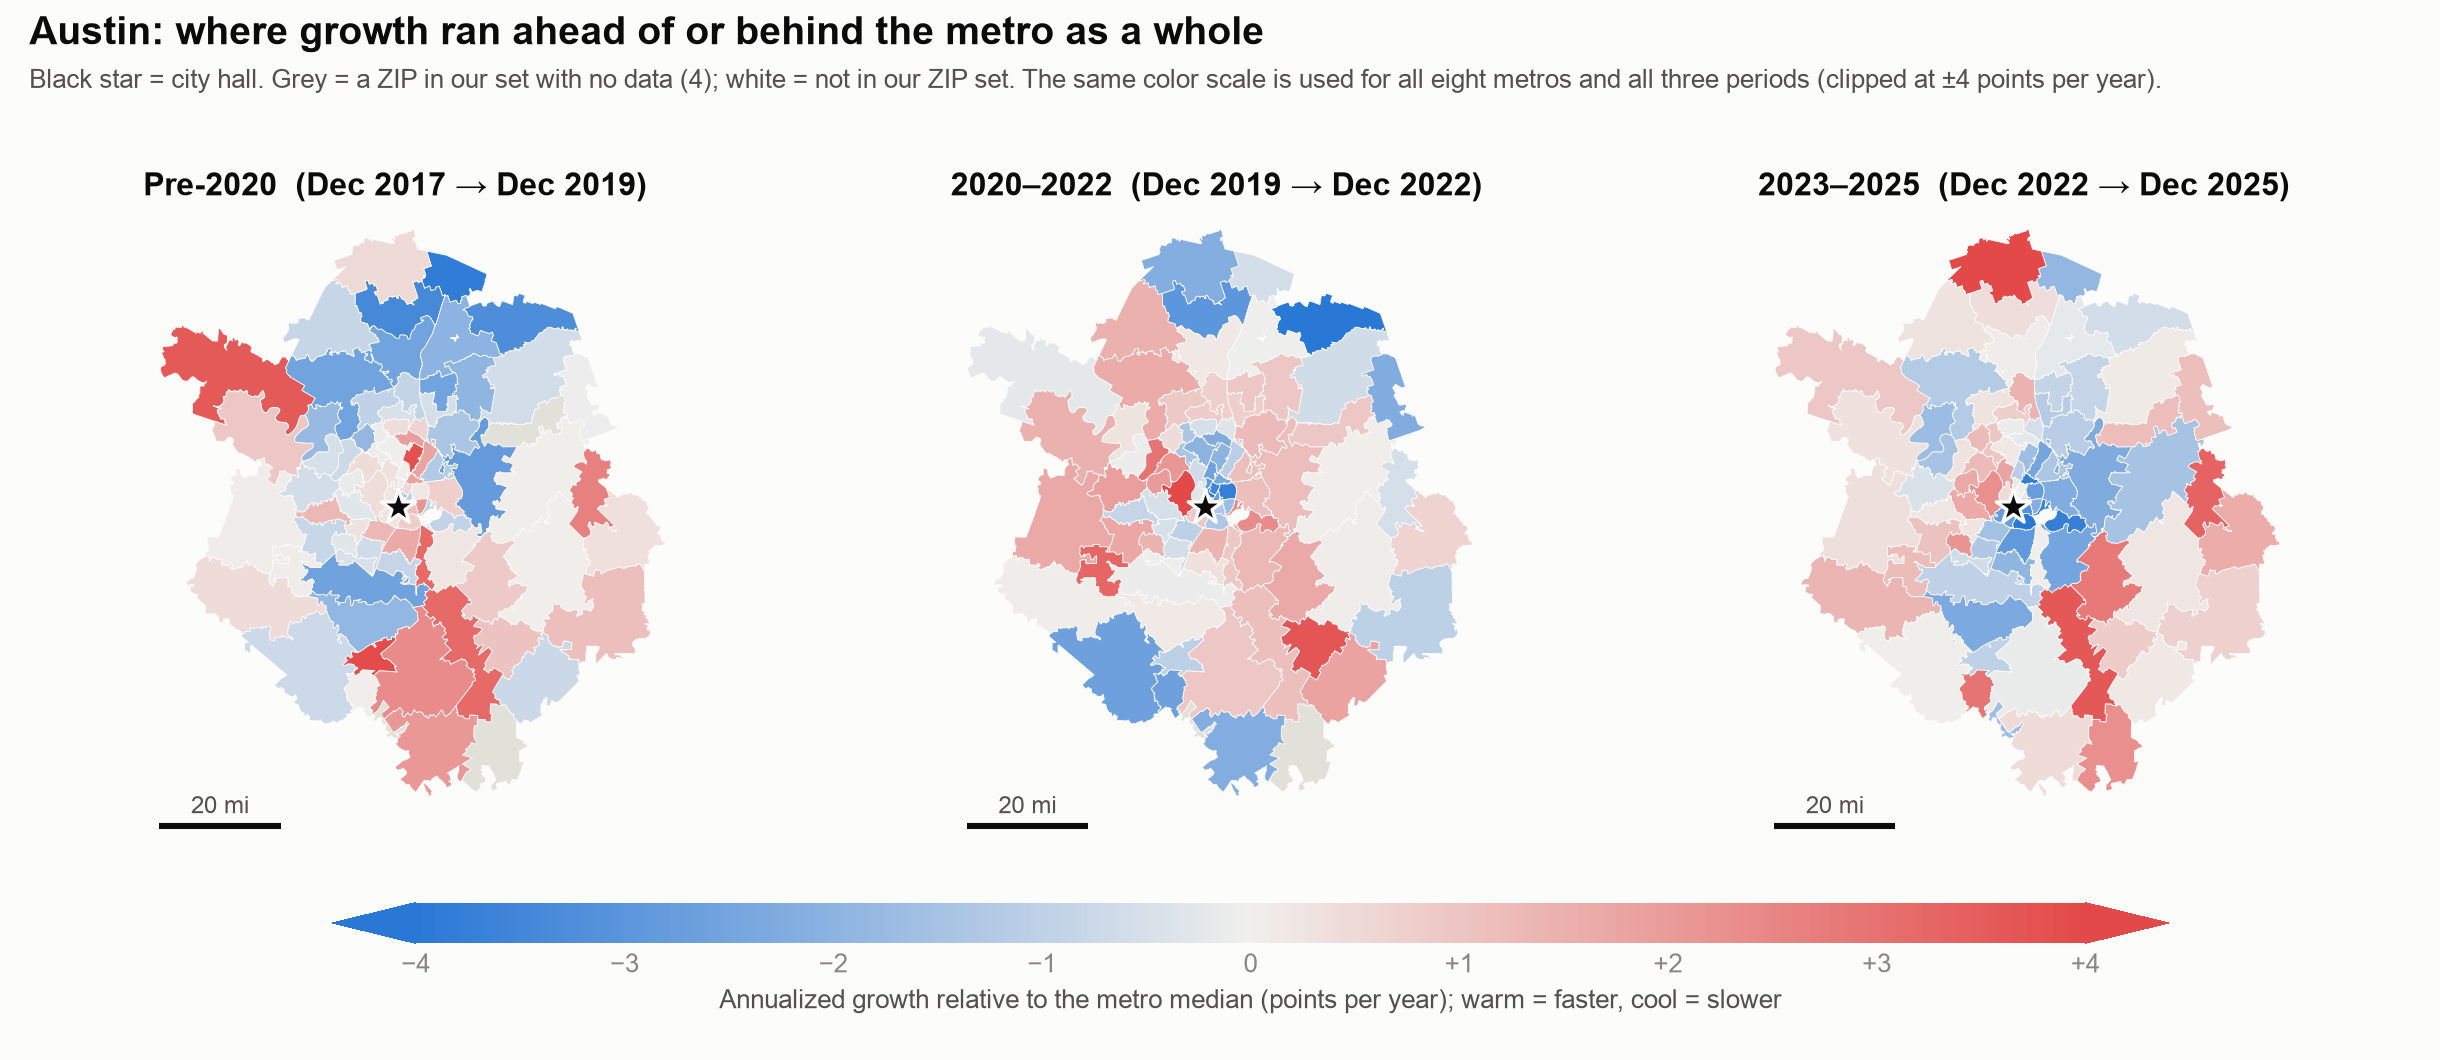 Austin: where growth ran ahead of or behind the metro as a whole
Black star = city hall. Grey = a ZIP in our set with no data (4); white = not in our ZIP set. The same color scale is used for all eight metros and all three periods (clipped at ±4 points per year).
Pre-2020 (Dec 2017 → Dec 2019)
2020–2022 (Dec 2019 → Dec 2022)
2023–2025 (Dec 2022 → Dec 2025)
20 mi
20 mi
20 mi
−4 −3 −2 −1 0 +1 +2 +3 +4
Annualized growth relative to the metro median (points per year); warm = faster, cool = slower